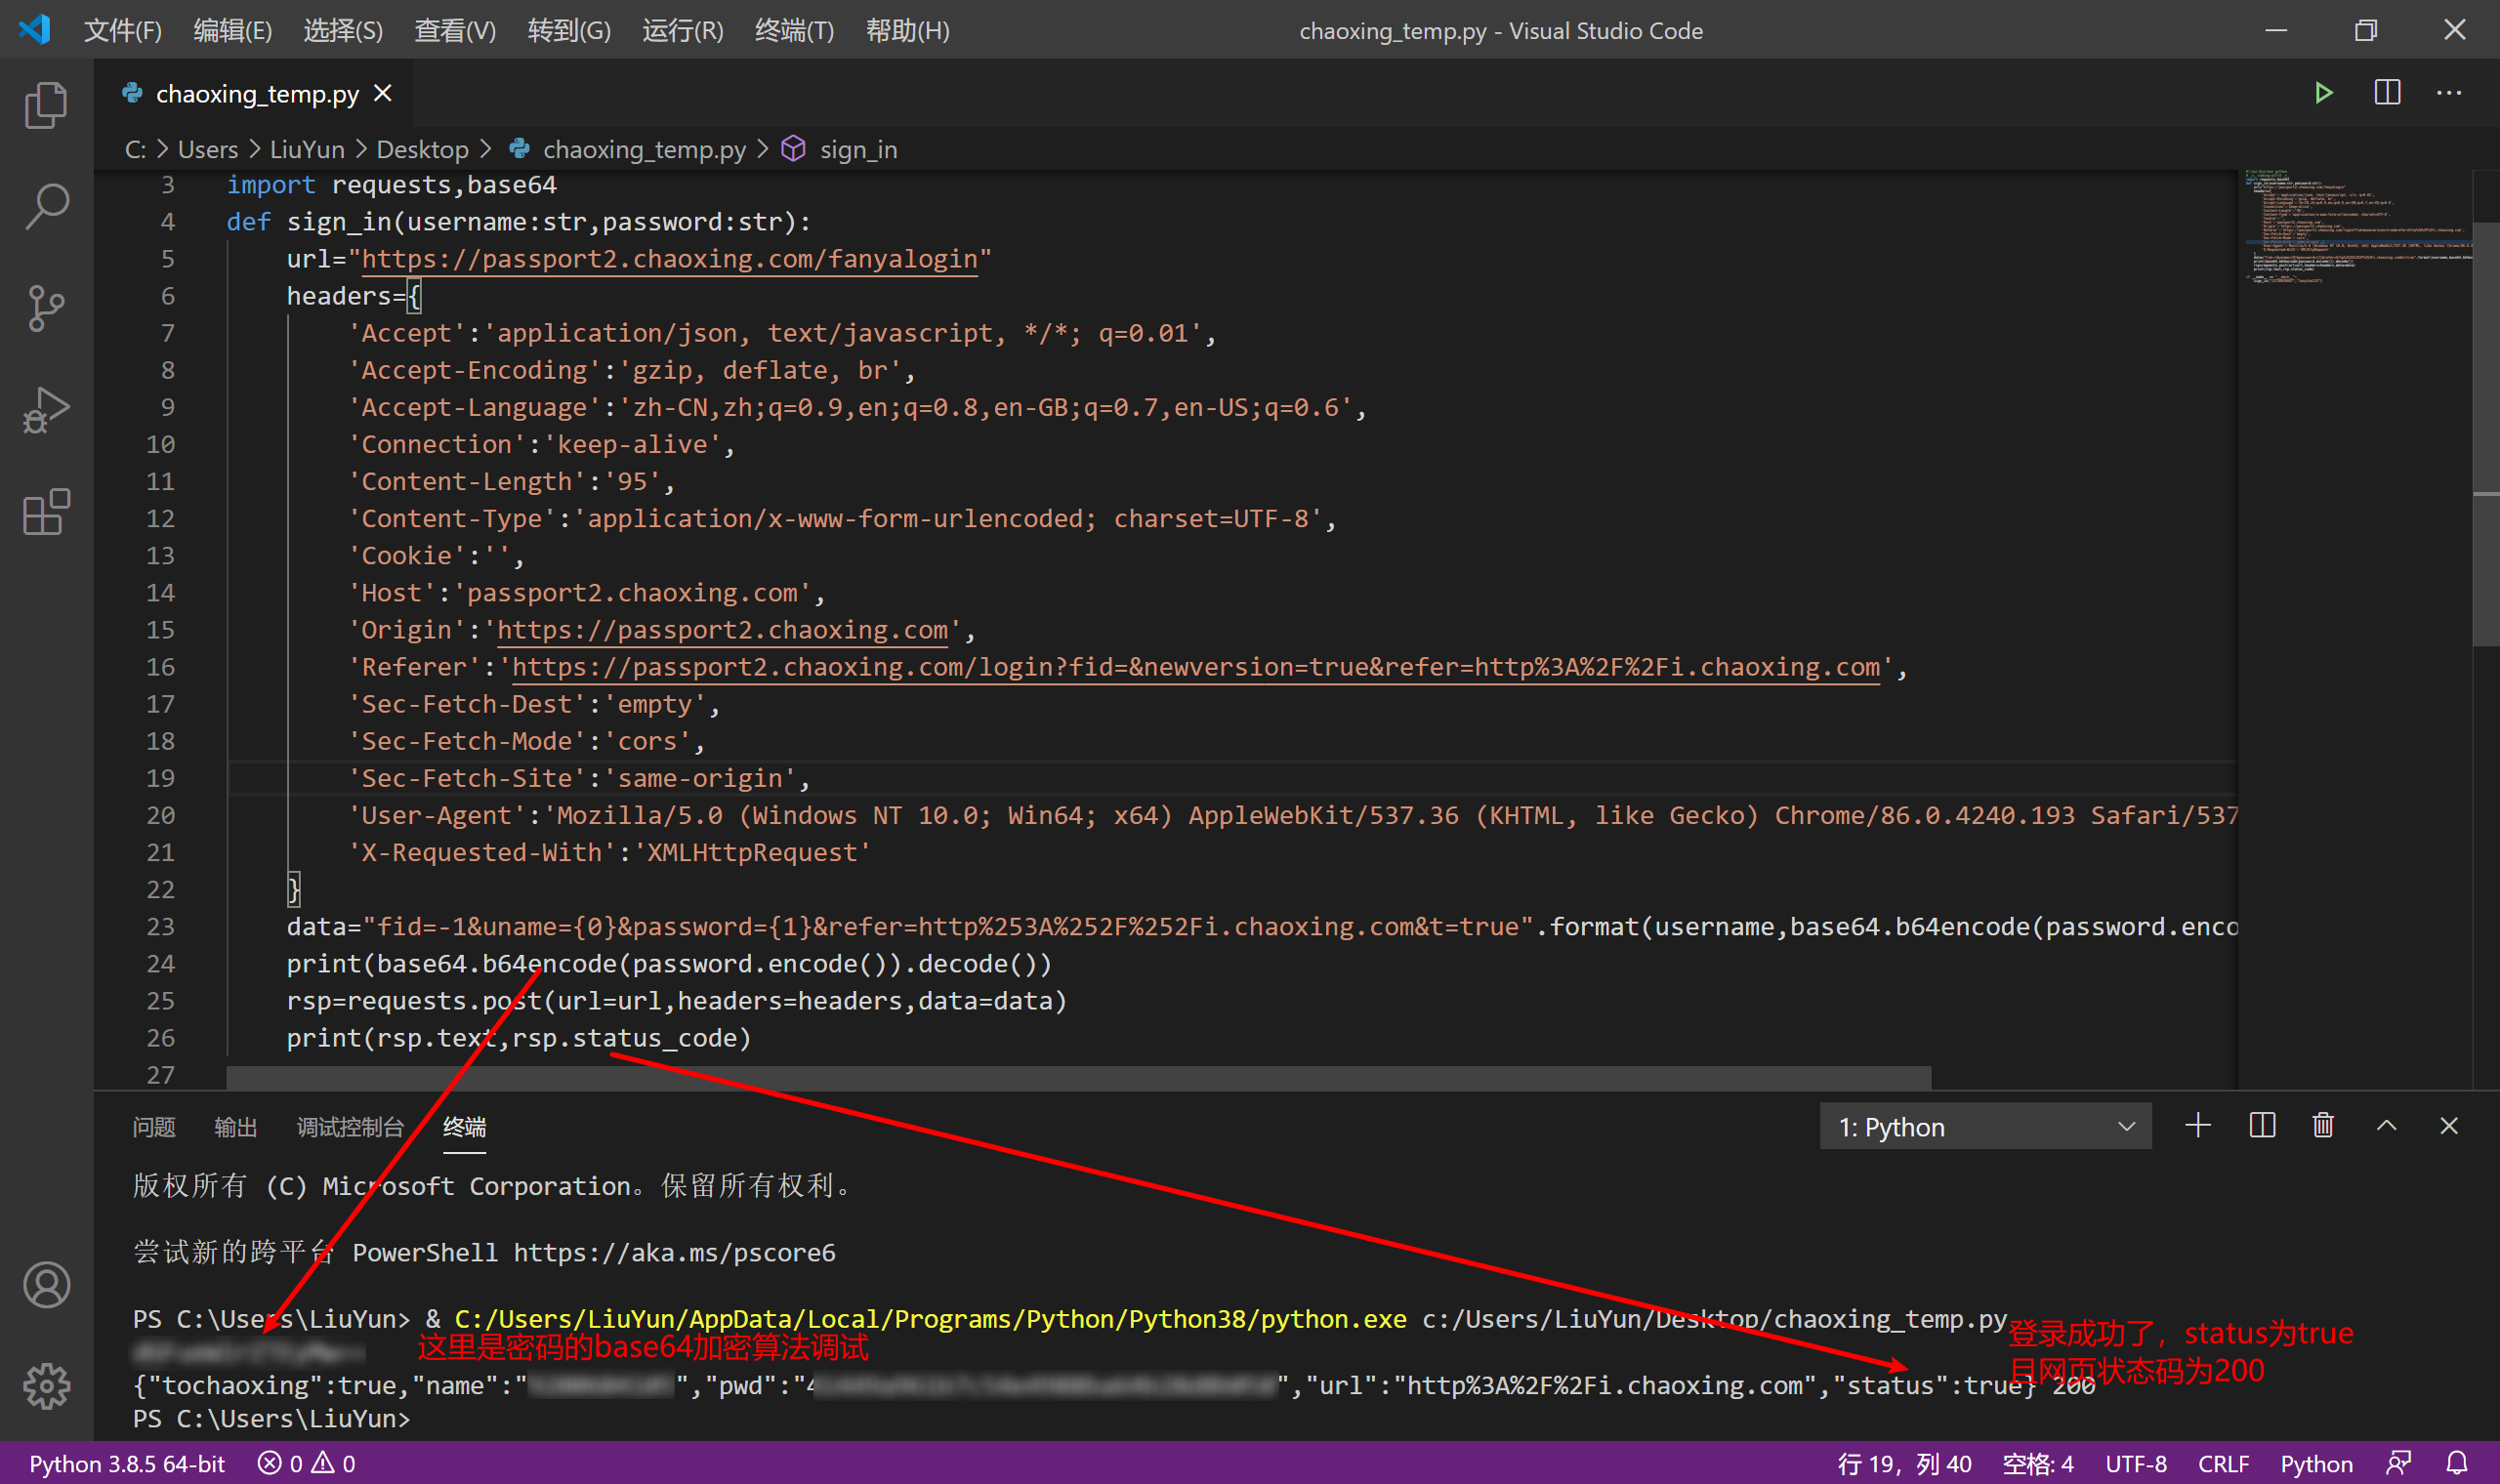 文件(F) 编辑(E) 选择(S) 查看(V) 转到(G) 运行(R) 终端(T) 帮助(H) chaoxing_temp.py - Visual Studio Code
chaoxing_temp.py
C: > Users > LiuYun > Desktop > chaoxing_temp.py > sign_in
3 import requests,base64
4 def sign_in(username:str,password:str):
5 url="https://passport2.chaoxing.com/fanyalogin"
6 headers={
7 'Accept':'application/json, text/javascript, */*; q=0.01',
8 'Accept-Encoding':'gzip, deflate, br',
9 'Accept-Language':'zh-CN,zh;q=0.9,en;q=0.8,en-GB;q=0.7,en-US;q=0.6',
10 'Connection':'keep-alive',
11 'Content-Length':'95',
12 'Content-Type':'application/x-www-form-urlencoded; charset=UTF-8',
13 'Cookie':'',
14 'Host':'passport2.chaoxing.com',
15 'Origin':'https://passport2.chaoxing.com',
16 'Referer':'https://passport2.chaoxing.com/login?fid=&newversion=true&refer=http%3A%2F%2Fi.chaoxing.com',
17 'Sec-Fetch-Dest':'empty',
18 'Sec-Fetch-Mode':'cors',
19 'Sec-Fetch-Site':'same-origin',
20 'User-Agent':'Mozilla/5.0 (Windows NT 10.0; Win64; x64) AppleWebKit/537.36 (KHTML, like Gecko) Chrome/86.0.4240.193 Safari/537
21 'X-Requested-With':'XMLHttpRequest'
22 }
23 data="fid=-1&uname={0}&password={1}&refer=http%253A%252F%252Fi.chaoxing.com&t=true".format(username,base64.b64encode(password.enco
24 print(base64.b64encode(password.encode()).decode())
25 rsp=requests.post(url=url,headers=headers,data=data)
26 print(rsp.text,rsp.status_code)
27
问题 输出 调试控制台 终端 1: Python
版权所有 (C) Microsoft Corporation。保留所有权利。
尝试新的跨平台 PowerShell https://aka.ms/pscore6
PS C:\Users\LiuYun> & C:/Users/LiuYun/AppData/Local/Programs/Python/Python38/python.exe c:/Users/LiuYun/Desktop/chaoxing_temp.py
这里是密码的base64加密算法调试
登录成功了，status为true
且网页状态码为200
{"tochaoxing":true,"name":"","pwd":"4","url":"http%3A%2F%2Fi.chaoxing.com","status":true} 200
PS C:\Users\LiuYun>
Python 3.8.5 64-bit 0 0 行 19，列 40 空格: 4 UTF-8 CRLF Python